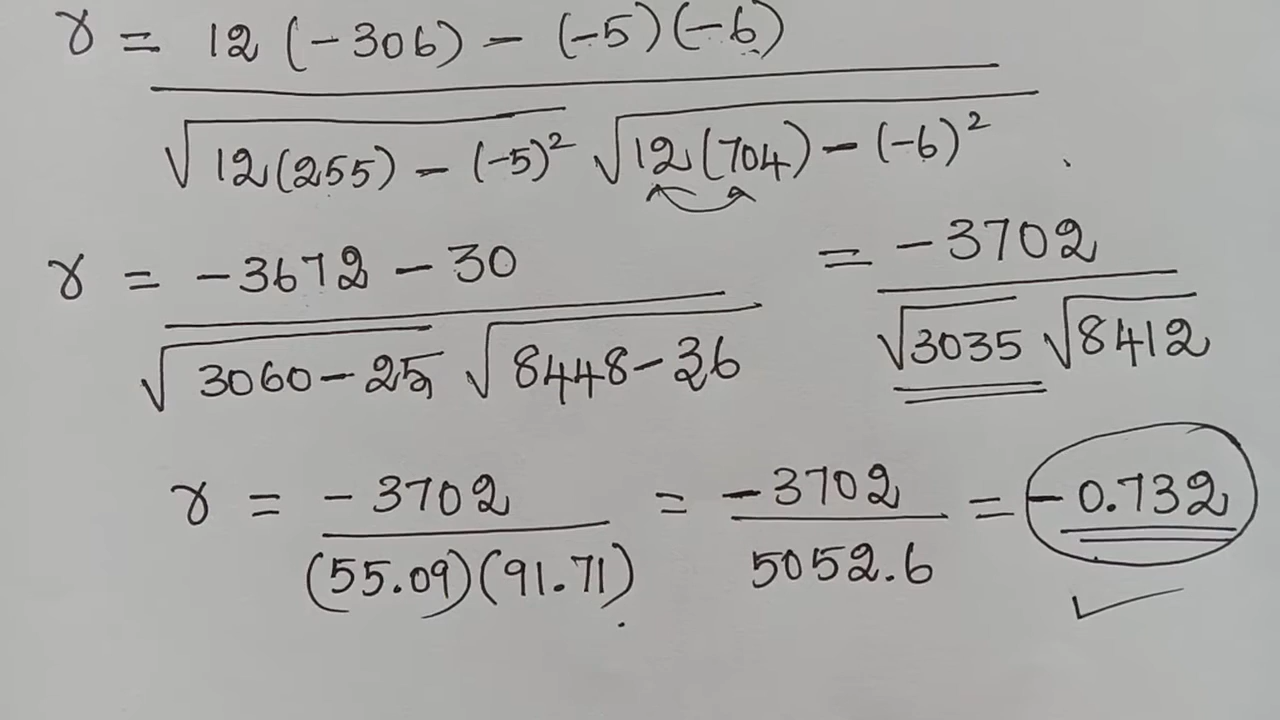 γ = 12 (-306) - (-5)(-6)
√12(255) - (-5)² √12(704) - (-6)²
γ = -3672 - 30 = -3702
√3060-25 √8448-36 √3035 √8412
γ = -3702 = -3702 = -0.732
(55.09)(91.71) 5052.6